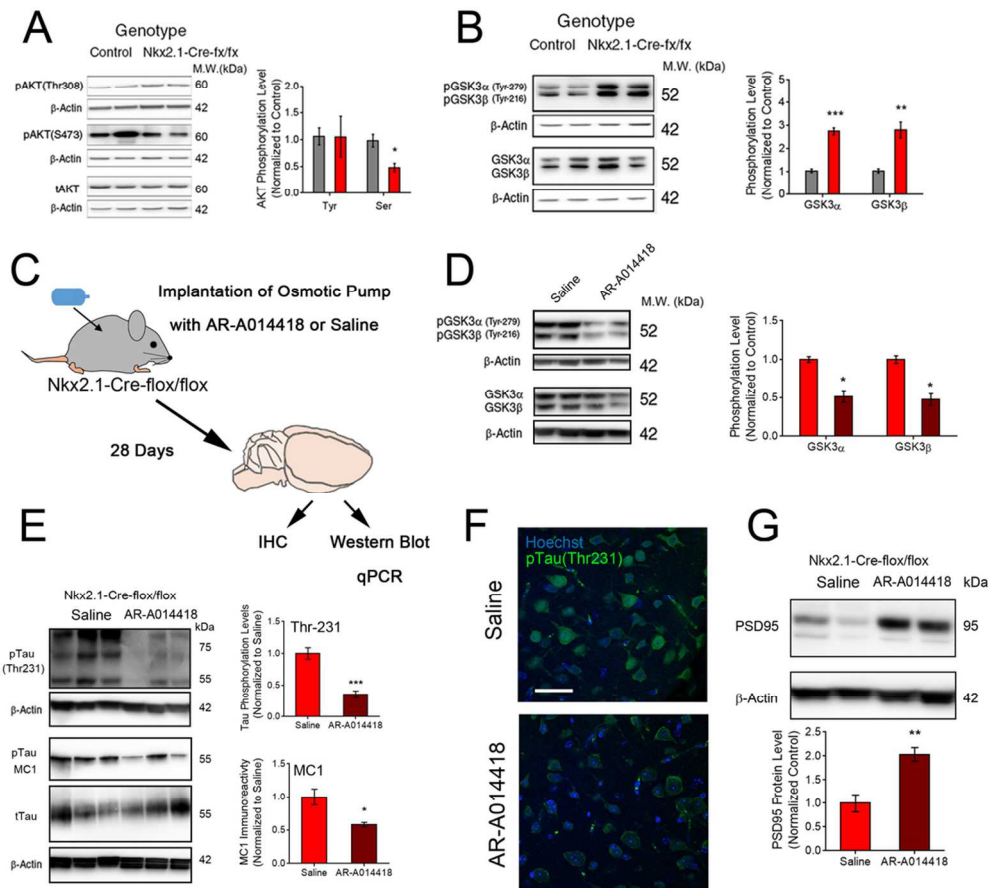 A
Genotype
Control Nkx2.1-Cre-fx/fx
M.W.(kDa)
pAKT(Thr308) 60
β-Actin 42
pAKT(S473) 60
β-Actin 42
tAKT 60
β-Actin 42
AKT Phosphorylation Level
(Normalized to Control)
2.0
1.5
1.0
0.5
0.0
*
Tyr Ser
B
Genotype
Control Nkx2.1-Cre-fx/fx
M.W. (kDa)
pGSK3α (Tyr-279)
pGSK3β (Tyr-216)
52
β-Actin 42
GSK3α
GSK3β
52
β-Actin 42
Phosphorylation Level
(Normalized to Control)
5
4
3
2
1
0
*** **
GSK3α GSK3β
C
Implantation of Osmotic Pump
with AR-A014418 or Saline
Nkx2.1-Cre-flox/flox
28 Days
IHC Western Blot
qPCR
D
Saline AR-A014418
M.W. (kDa)
pGSK3α (Tyr-279)
pGSK3β (Tyr-216)
52
β-Actin 42
GSK3α
GSK3β
52
β-Actin 42
Phosphorylation Level
(Normalized to Control)
1.5
1.0
0.5
0.0
* *
GSK3α GSK3β
E
Nkx2.1-Cre-flox/flox
Saline AR-A014418
kDa
pTau
(Thr231)
75
55
β-Actin 42
pTau
MC1
55
tTau 55
β-Actin 42
Tau Phosphorylation Levels
(Normalized to Saline)
1.5
1.0
0.5
0.0
Thr-231
***
Saline AR-A014418
MC1 Immunoreactivity
(Normalized to Saline)
1.5
1.0
0.5
0.0
MC1
*
Saline AR-A014418
F
Saline
Hoechst
pTau(Thr231)
AR-A014418
G
Nkx2.1-Cre-flox/flox
Saline AR-A014418 kDa
PSD95 95
β-Actin 42
PSD95 Protein Level
(Normalized Control)
2.5
2.0
1.5
1.0
0.5
0.0
**
Saline AR-A014418